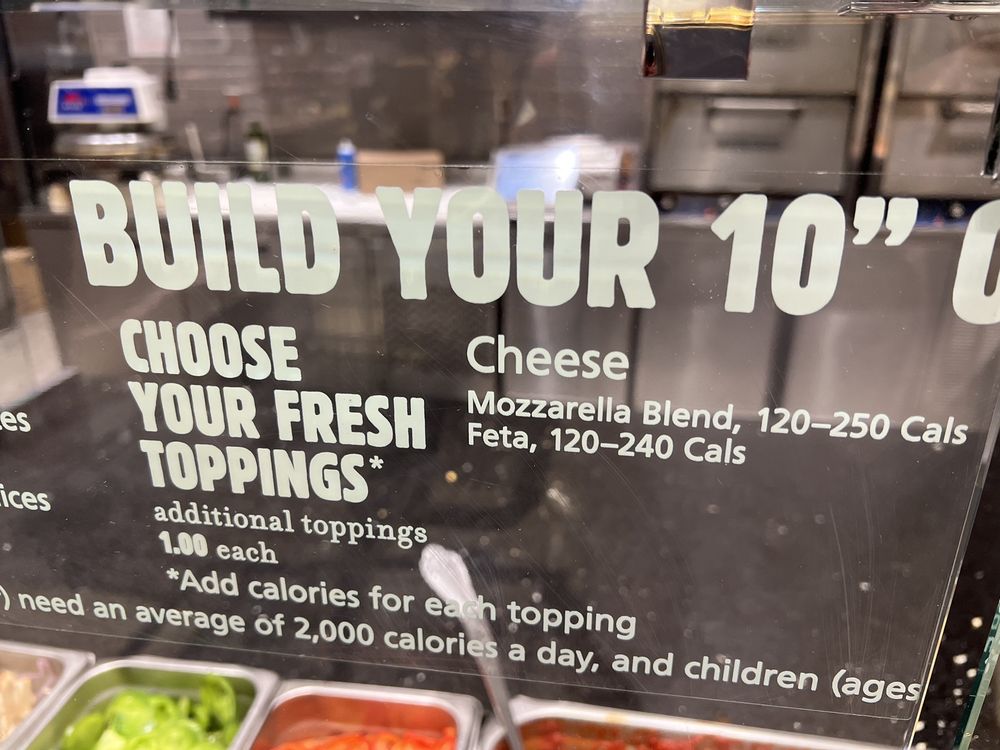 BUILD YOUR 10”
CHOOSE
YOUR FRESH
TOPPINGS*
additional toppings
1.00 each
*Add calories for each topping
Cheese
Mozzarella Blend, 120–250 Cals
Feta, 120–240 Cals
) need an average of 2,000 calories a day, and children (ages